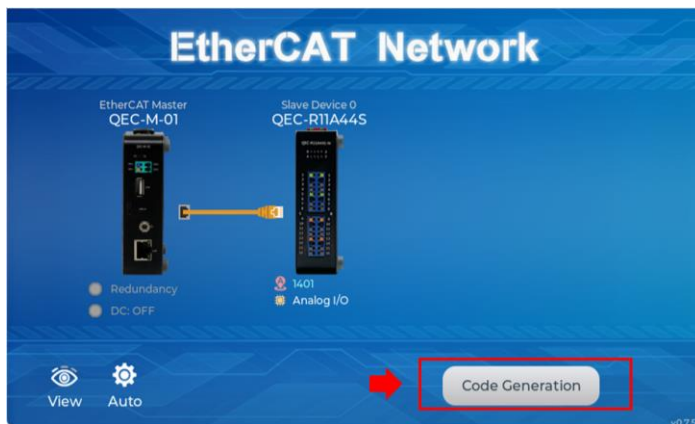 EtherCAT Network
EtherCAT Master
QEC-M-01
Slave Device 0
QEC-R11A44S
Redundancy
DC: OFF
1401
Analog I/O
View
Auto
Code Generation